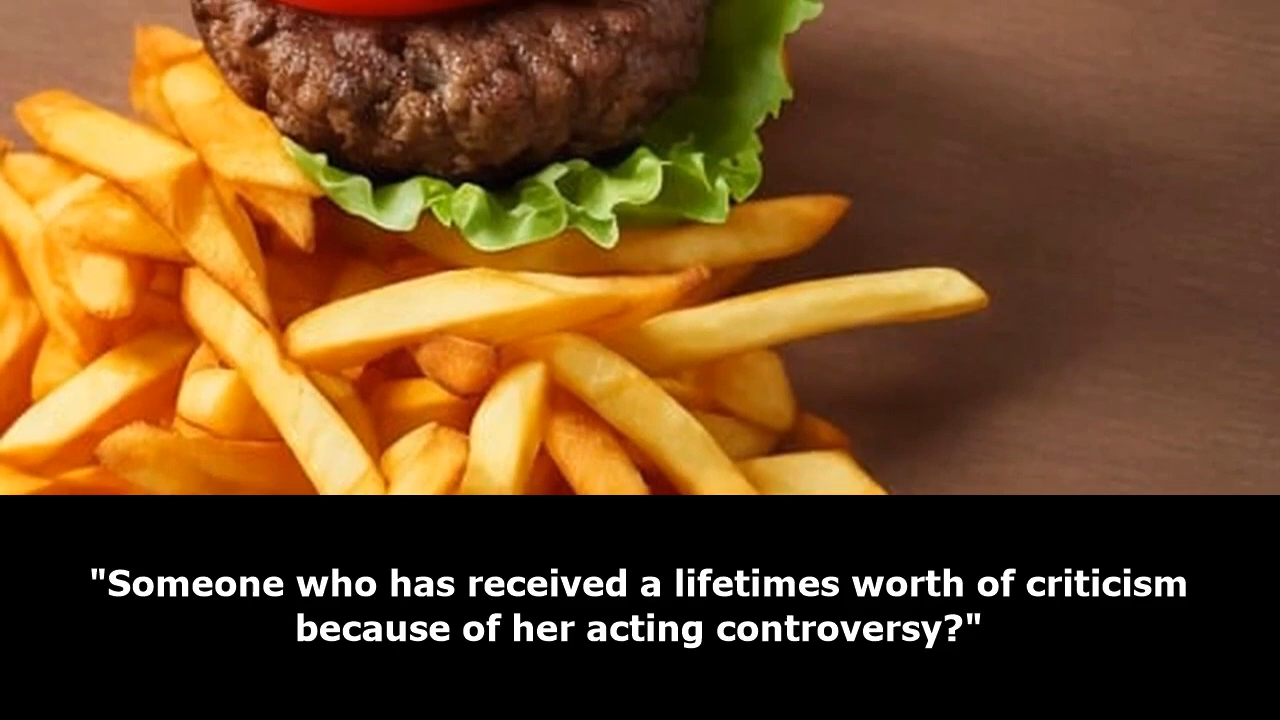 "Someone who has received a lifetimes worth of criticism
because of her acting controversy?"